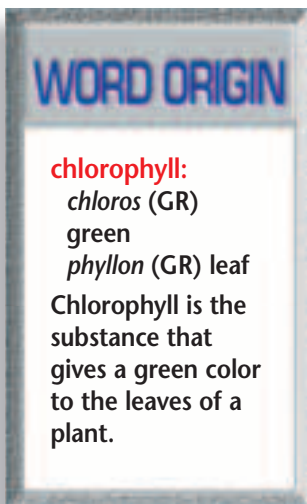 WORD ORIGIN
chlorophyll:
chloros (GR)
green
phyllon (GR) leaf
Chlorophyll is the
substance that
gives a green color
to the leaves of a
plant.